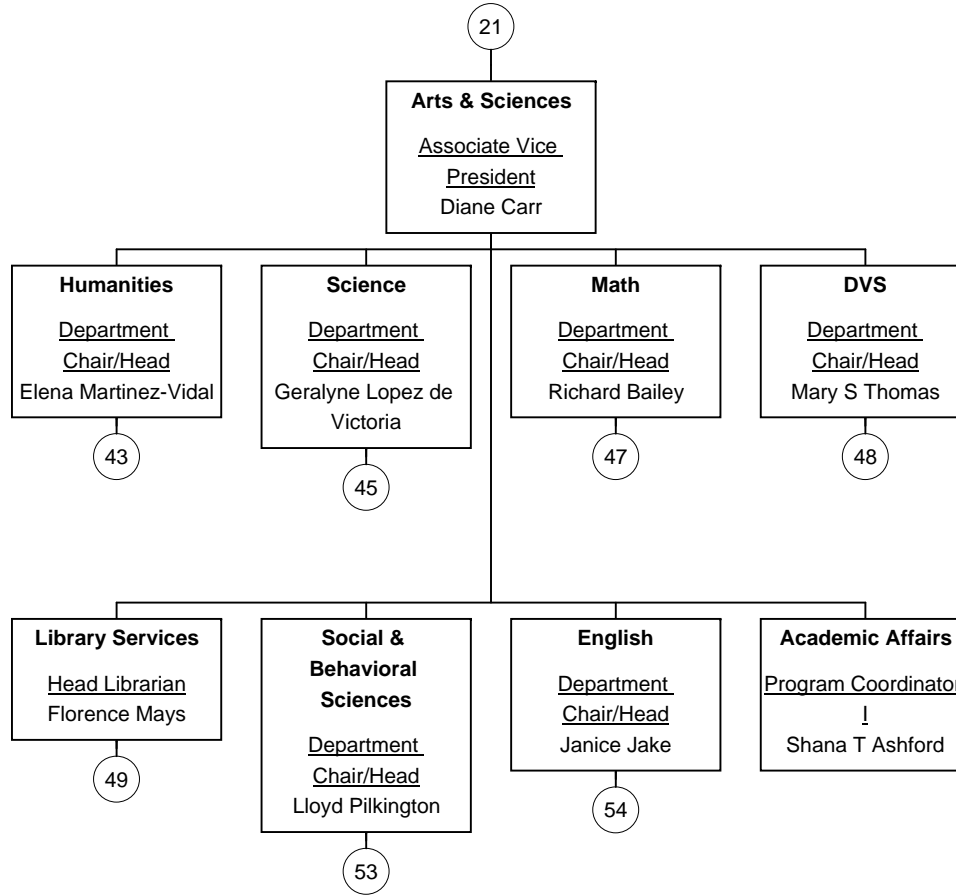 21
Arts & Sciences
Associate Vice
President
Diane Carr
Humanities
Department
Chair/Head
Elena Martinez-Vidal
43
Science
Department
Chair/Head
Geralyne Lopez de
Victoria
45
Math
Department
Chair/Head
Richard Bailey
47
DVS
Department
Chair/Head
Mary S Thomas
48
Library Services
Head Librarian
Florence Mays
49
Social &
Behavioral
Sciences
Department
Chair/Head
Lloyd Pilkington
53
English
Department
Chair/Head
Janice Jake
54
Academic Affairs
Program Coordinator
I
Shana T Ashford